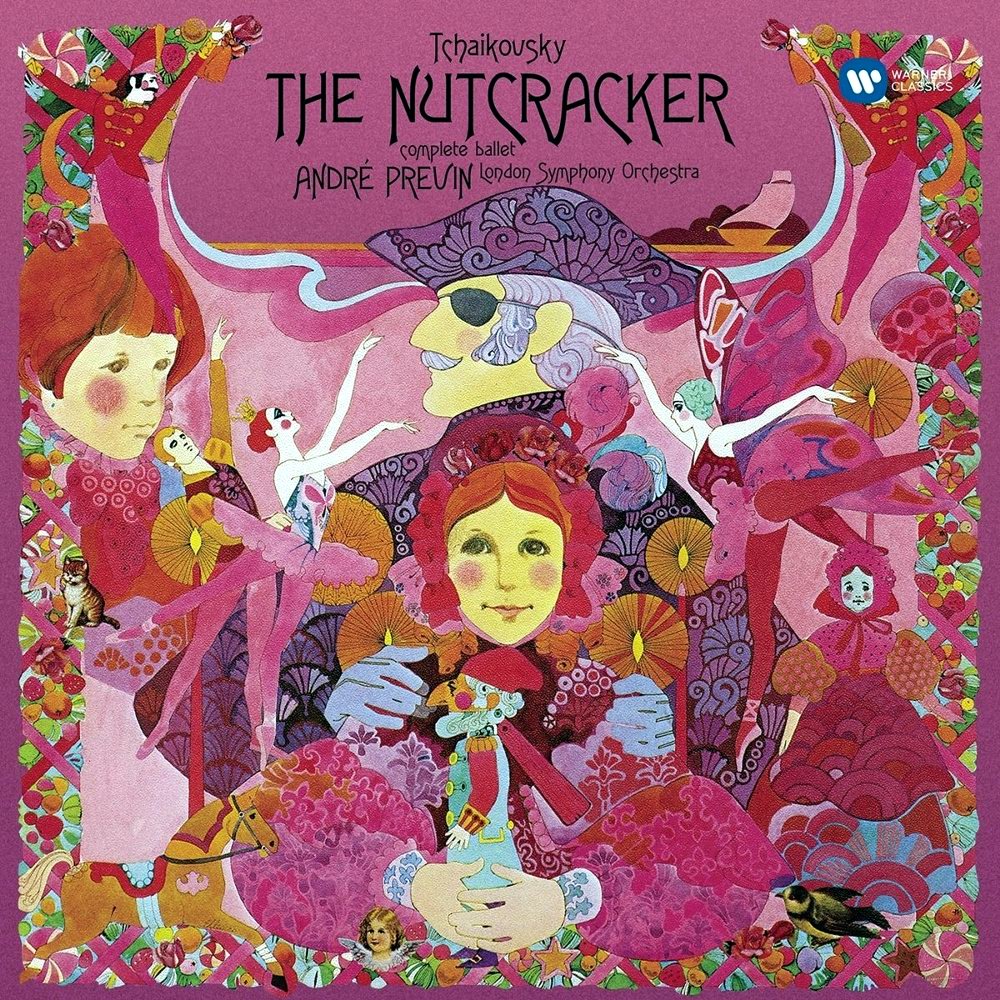 Tchaikovsky
THE NUTCRACKER
complete ballet
ANDRÉ PREVIN London Symphony Orchestra
WARNER
CLASSICS